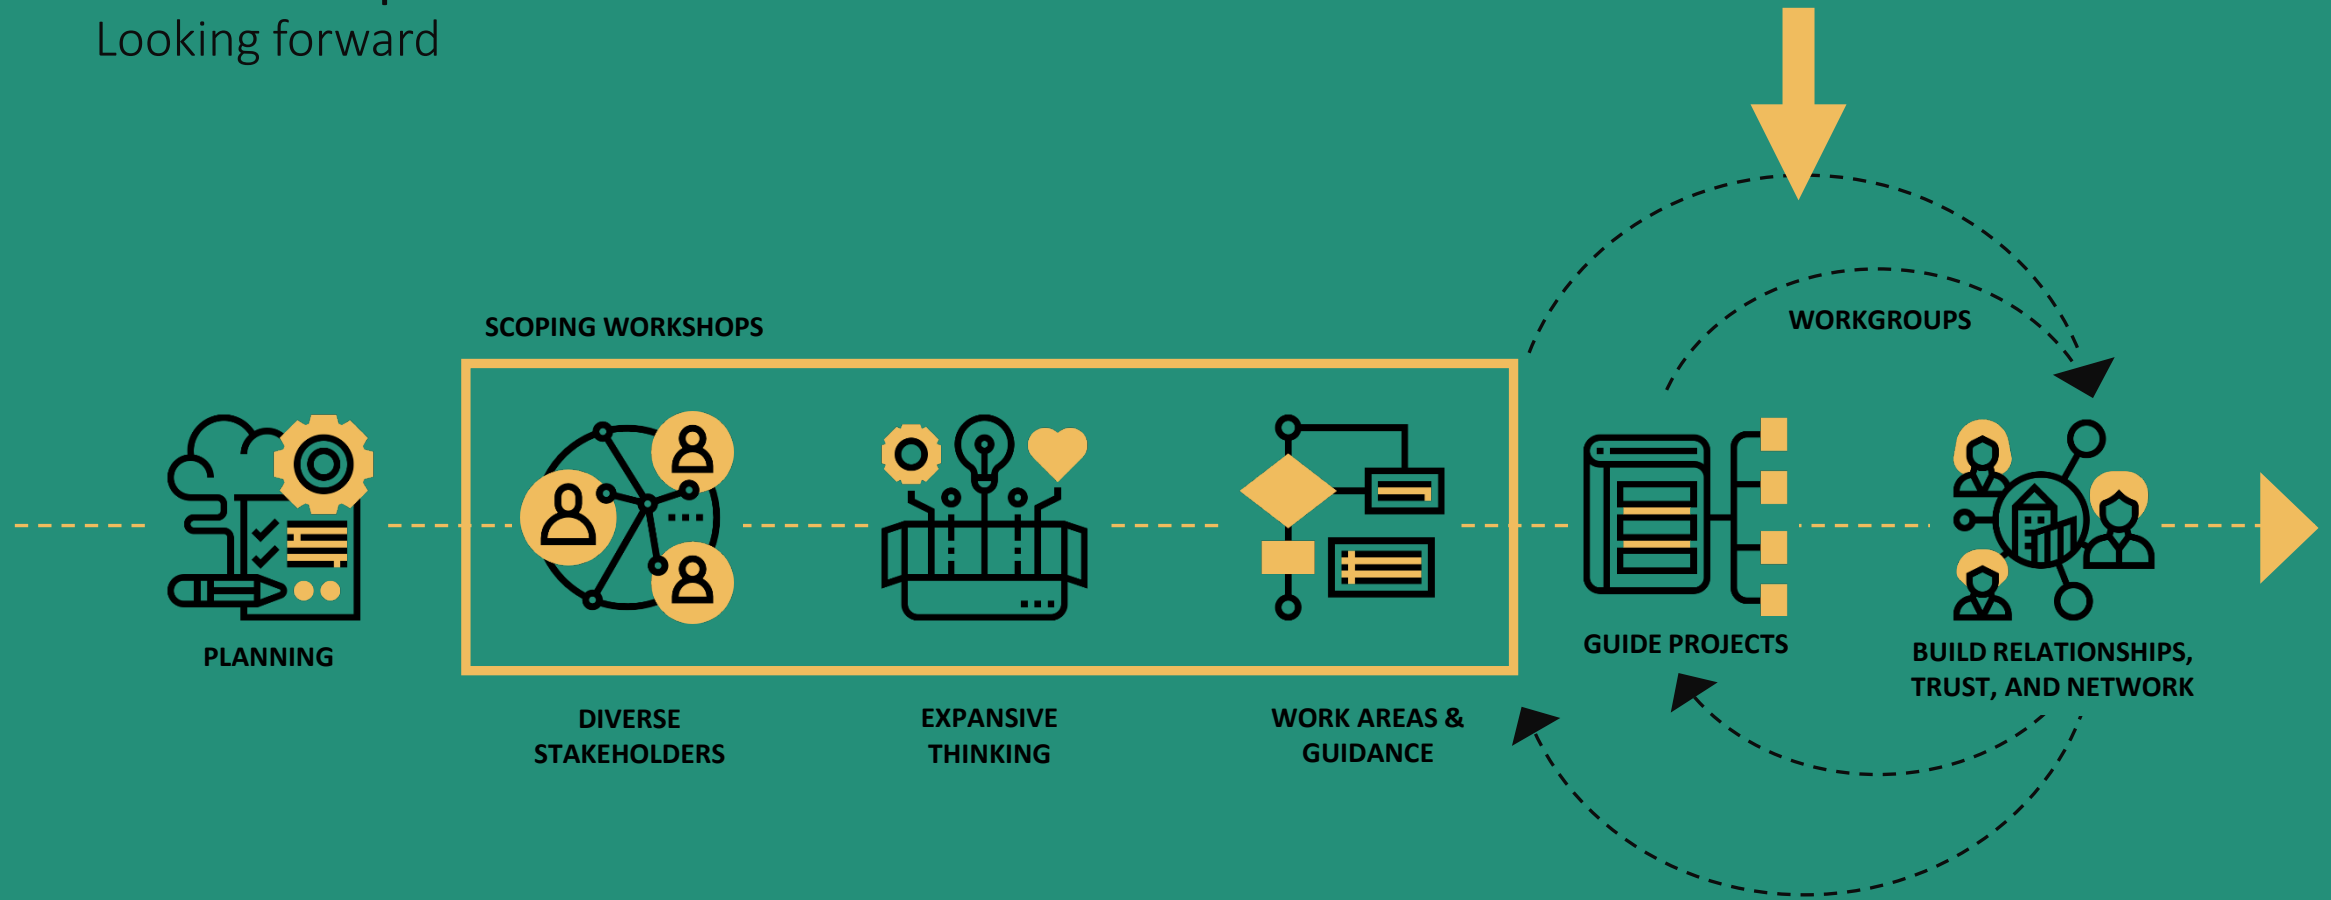 Looking forward
SCOPING WORKSHOPS
WORKGROUPS
PLANNING
GUIDE PROJECTS
BUILD RELATIONSHIPS,
TRUST, AND NETWORK
DIVERSE
STAKEHOLDERS
EXPANSIVE
THINKING
WORK AREAS &
GUIDANCE